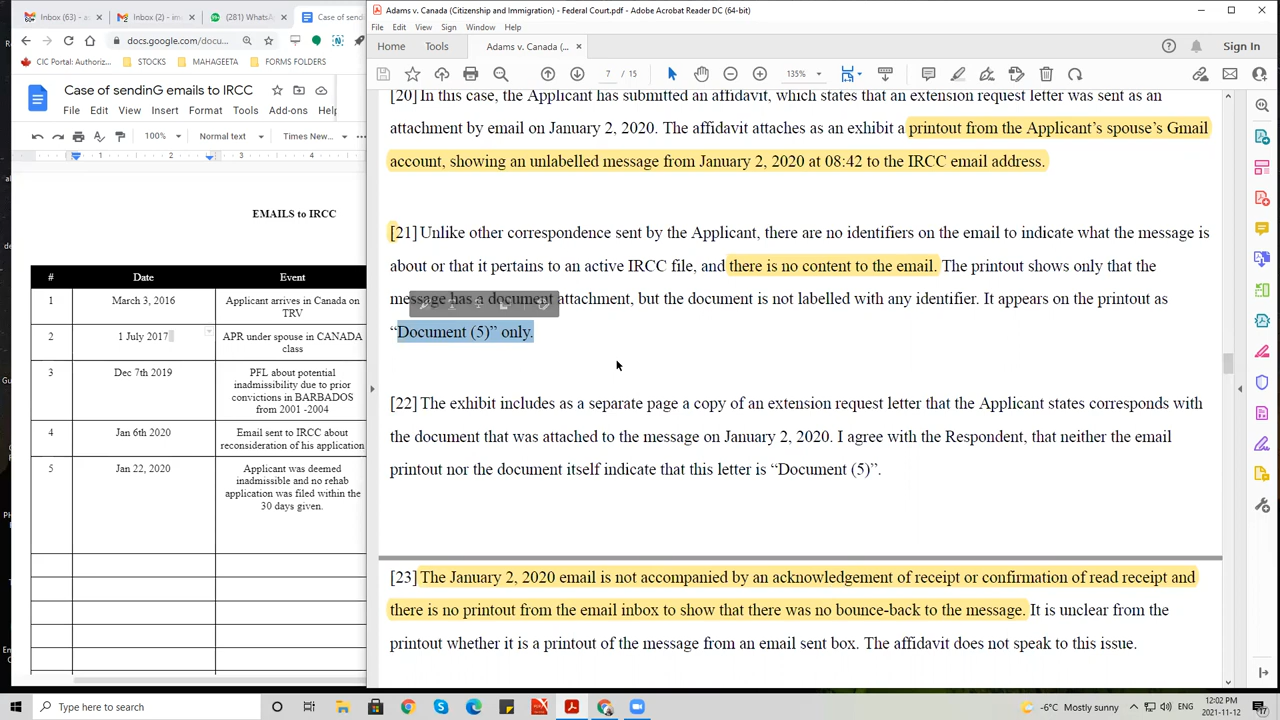 Inbox (63) - a
Inbox (2) - im
(281) WhatsA
Case of send
Adams v. Canada (Citizenship and Immigration) - Federal Court.pdf - Adobe Acrobat Reader DC (64-bit)
File Edit View Sign Window Help
docs.google.com/docu...
Home Tools Adams v. Canada (... × Sign In
CIC Portal: Authoriz... STOCKS MAHAGETA FORMS FOLDERS
7 / 15 135%
Case of sendinG emails to IRCC
File Edit View Insert Format Tools Add-ons
100% Normal text Times New...
1 2 3
EMAILS to IRCC
# Date Event
1 March 3, 2016 Applicant arrives in Canada on
TRV
2 1 July 2017 APR under spouse in CANADA
class
3 Dec 7th 2019 PFL about potential
inadmissibility due to prior
convictions in BARBADOS
from 2001 -2004
4 Jan 6th 2020 Email sent to IRCC about
reconsideration of his application
5 Jan 22, 2020 Applicant was deemed
inadmissible and no rehab
application was filed within the
30 days given.
[20] In this case, the Applicant has submitted an affidavit, which states that an extension request letter was sent as an
attachment by email on January 2, 2020. The affidavit attaches as an exhibit a printout from the Applicant’s spouse’s Gmail
account, showing an unlabelled message from January 2, 2020 at 08:42 to the IRCC email address.
[21] Unlike other correspondence sent by the Applicant, there are no identifiers on the email to indicate what the message is
about or that it pertains to an active IRCC file, and there is no content to the email. The printout shows only that the
message has a document attachment, but the document is not labelled with any identifier. It appears on the printout as
“Document (5)” only.
[22] The exhibit includes as a separate page a copy of an extension request letter that the Applicant states corresponds with
the document that was attached to the message on January 2, 2020. I agree with the Respondent, that neither the email
printout nor the document itself indicate that this letter is “Document (5)”.
[23] The January 2, 2020 email is not accompanied by an acknowledgement of receipt or confirmation of read receipt and
there is no printout from the email inbox to show that there was no bounce-back to the message. It is unclear from the
printout whether it is a printout of the message from an email sent box. The affidavit does not speak to this issue.
Type here to search
-6°C Mostly sunny
ENG
12:02 PM
2021-11-12